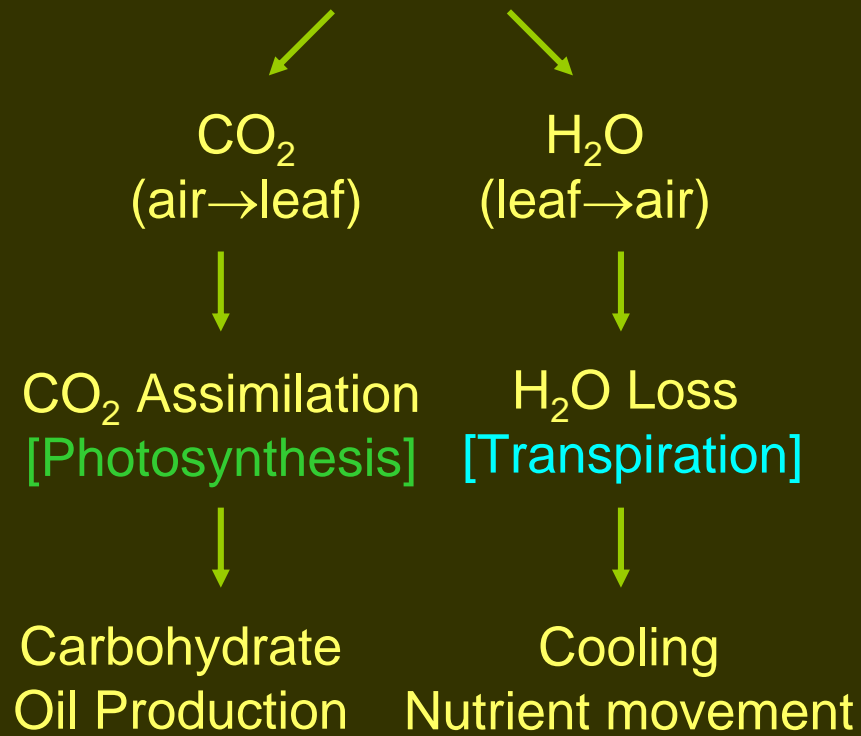 CO₂
(air→leaf)
CO₂ Assimilation
[Photosynthesis]
Carbohydrate
Oil Production
H₂O
(leaf→air)
H₂O Loss
[Transpiration]
Cooling
Nutrient movement